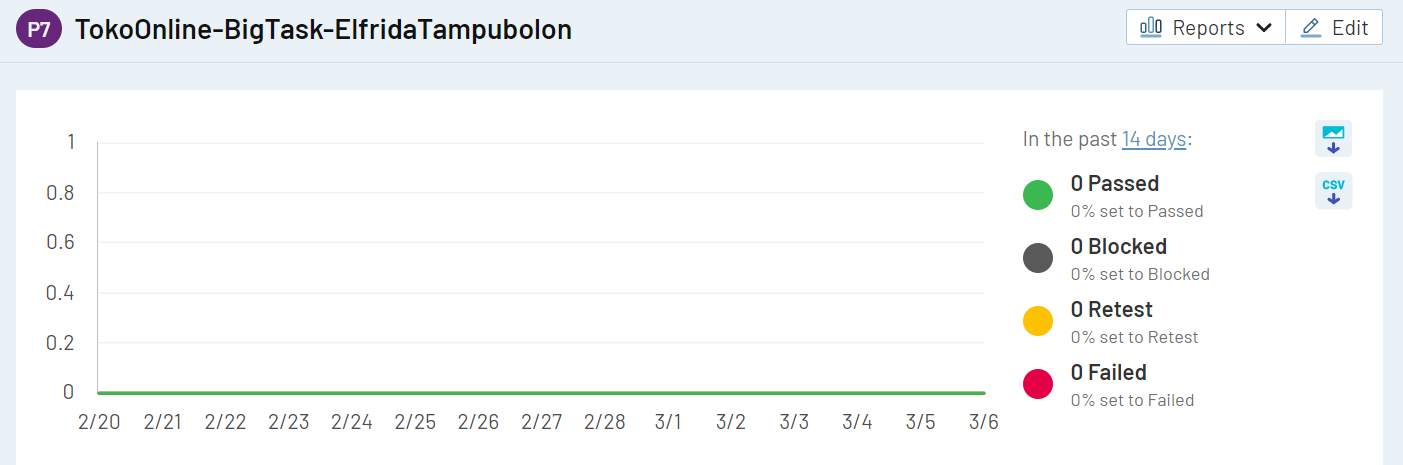 P7 TokoOnline-BigTask-ElfridaTampubolon
Reports Edit
In the past 14 days:
CSV
0 Passed
0% set to Passed
0 Blocked
0% set to Blocked
0 Retest
0% set to Retest
0 Failed
0% set to Failed
1
0.8
0.6
0.4
0.2
0
2/20 2/21 2/22 2/23 2/24 2/25 2/26 2/27 2/28 3/1 3/2 3/3 3/4 3/5 3/6